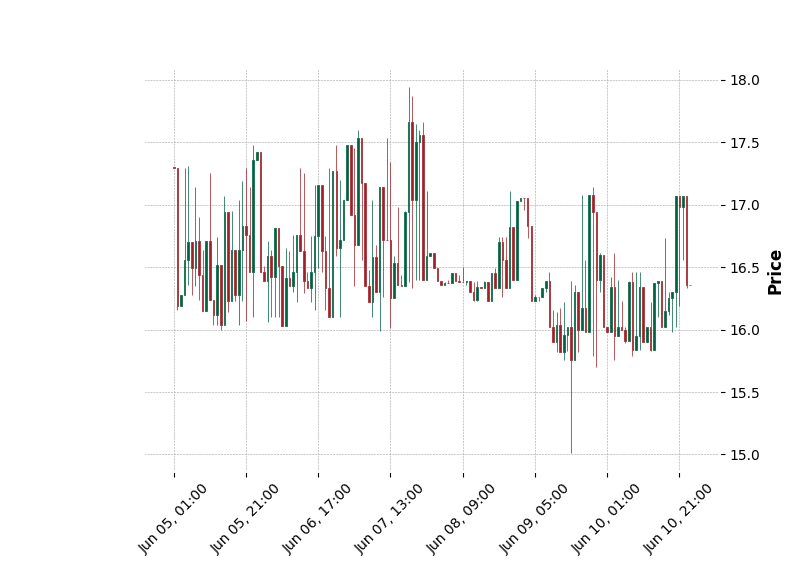 18.0
17.5
17.0
16.5
16.0
15.5
15.0
Price
Jun 05, 01:00
Jun 05, 21:00
Jun 06, 17:00
Jun 07, 13:00
Jun 08, 09:00
Jun 09, 05:00
Jun 10, 01:00
Jun 10, 21:00